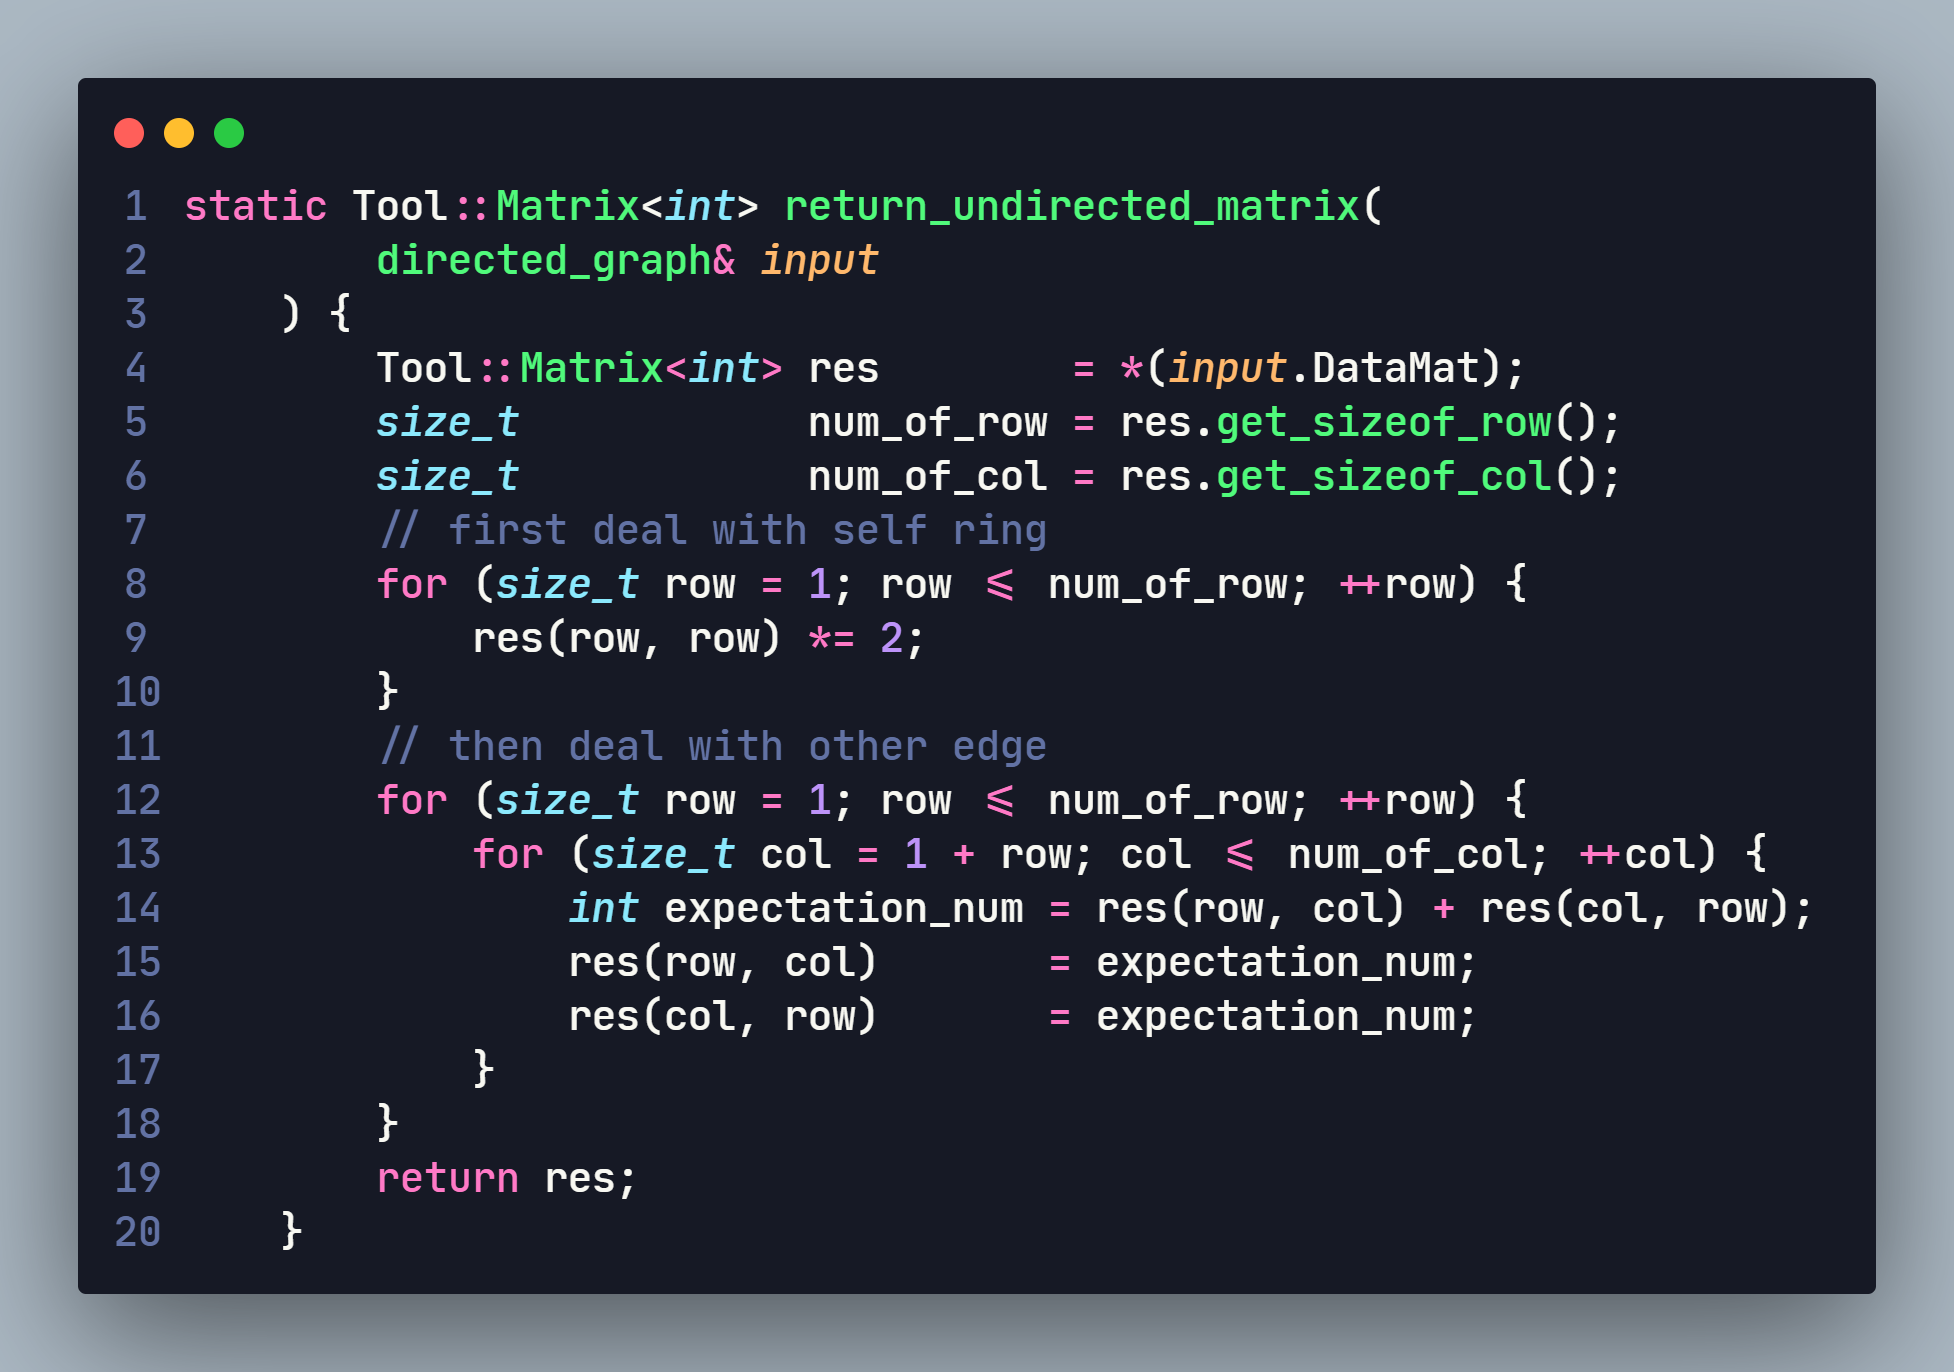 1 static Tool::Matrix<int> return_undirected_matrix(
2         directed_graph& input
3     ) {
4         Tool::Matrix<int> res        = *(input.DataMat);
5         size_t            num_of_row = res.get_sizeof_row();
6         size_t            num_of_col = res.get_sizeof_col();
7         // first deal with self ring
8         for (size_t row = 1; row <= num_of_row; ++row) {
9             res(row, row) *= 2;
10         }
11         // then deal with other edge
12         for (size_t row = 1; row <= num_of_row; ++row) {
13             for (size_t col = 1 + row; col <= num_of_col; ++col) {
14                 int expectation_num = res(row, col) + res(col, row);
15                 res(row, col)       = expectation_num;
16                 res(col, row)       = expectation_num;
17             }
18         }
19         return res;
20     }